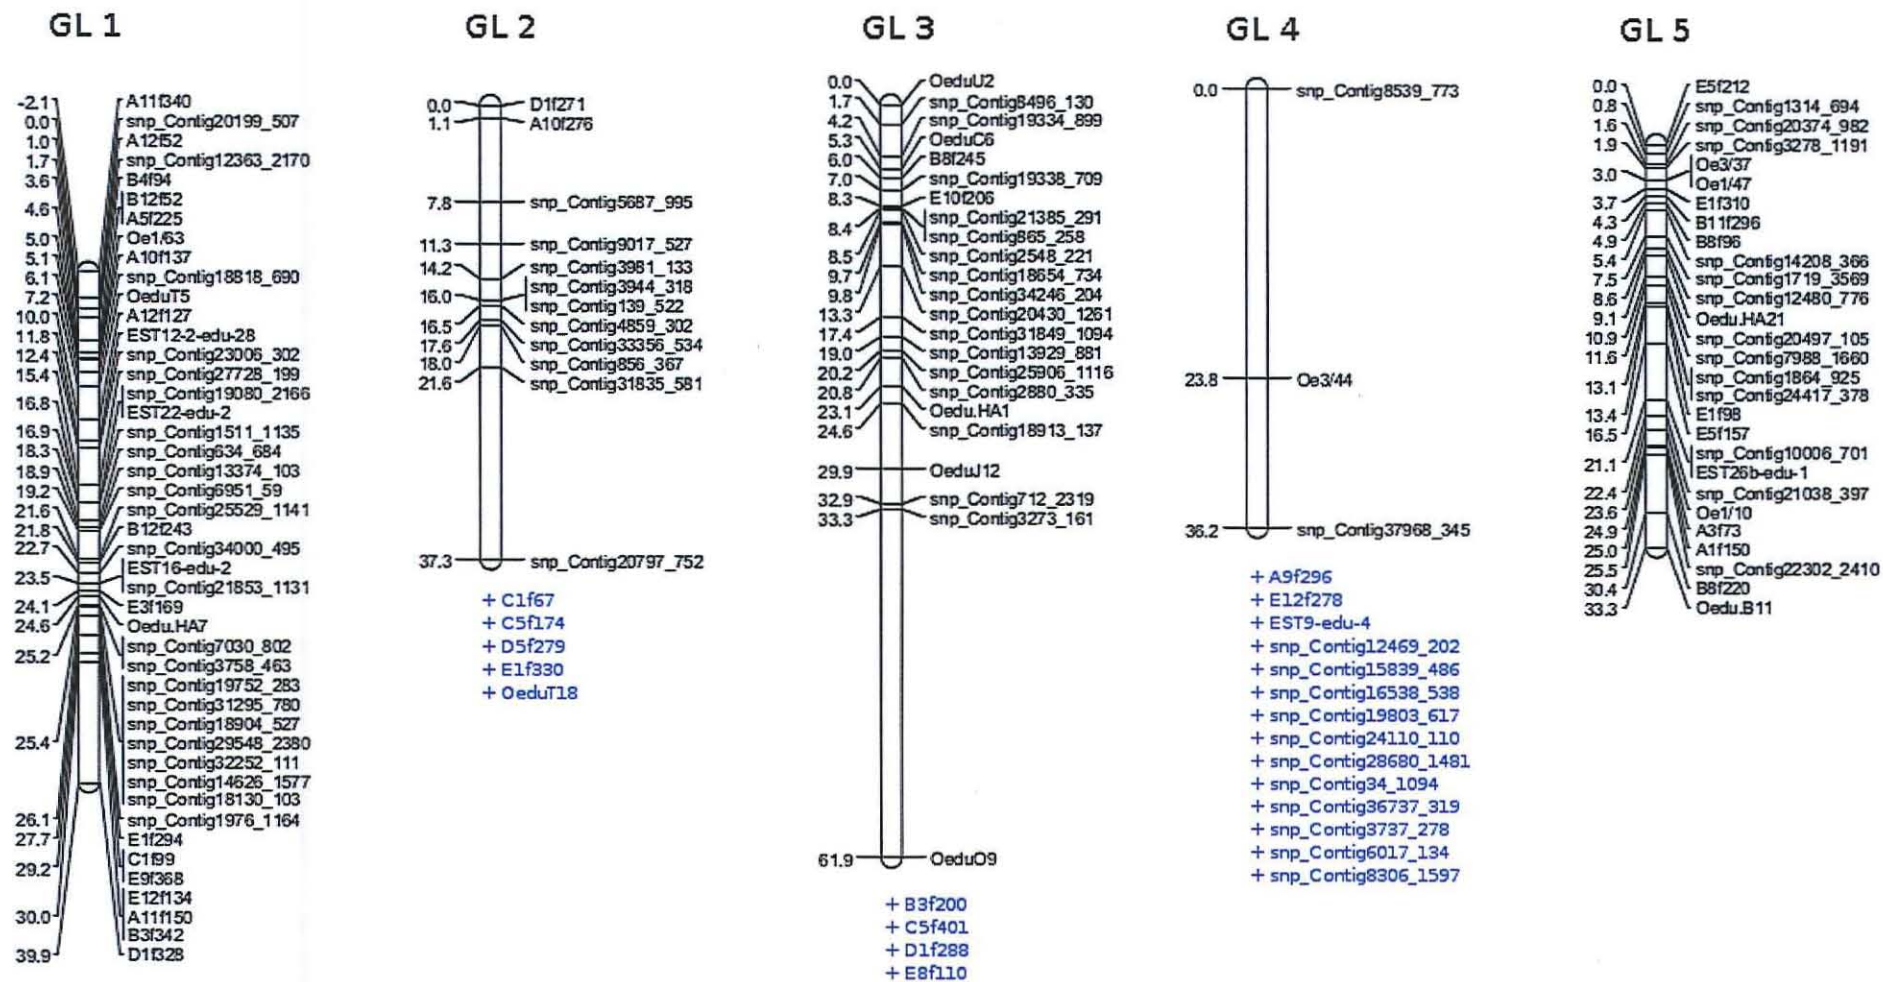 GL 1
-2.1 A11f340
0.0 snp_Contig20199_507
1.0 A12f52
1.7 snp_Contig12363_2170
3.6 B4f94
B12f52
4.6 A5f225
5.0 Oe1/63
5.1 A10f137
6.1 snp_Contig18818_690
7.2 OeduT5
10.0 A12f127
11.8 EST12-2-edu-28
12.4 snp_Contig23006_302
15.4 snp_Contig27728_199
snp_Contig19080_2166
16.8 EST22-edu-2
16.9 snp_Contig1511_1135
18.3 snp_Contig634_684
18.9 snp_Contig13374_103
19.2 snp_Contig6951_59
21.6 snp_Contig25529_1141
21.8 B12f243
22.7 snp_Contig34000_495
EST16-edu-2
23.5 snp_Contig21853_1131
24.1 E3f169
24.6 Oedu.HA7
snp_Contig7030_802
25.2 snp_Contig3758_463
snp_Contig19752_283
snp_Contig31295_780
snp_Contig18904_527
25.4 snp_Contig29548_2380
snp_Contig32252_111
snp_Contig14626_1577
snp_Contig18130_103
26.1 snp_Contig1976_1164
27.7 E1f294
C1f99
29.2 E9f368
E12f134
30.0 A11f150
B3f342
39.9 D1f328
GL 2
0.0 D1f271
1.1 A10f276
7.8 snp_Contig5687_995
11.3 snp_Contig9017_527
14.2 snp_Contig3981_133
snp_Contig3944_318
16.0 snp_Contig139_522
16.5 snp_Contig4859_302
17.6 snp_Contig33356_534
18.0 snp_Contig856_367
21.6 snp_Contig31835_581
37.3 snp_Contig20797_752
+ C1f67
+ C5f174
+ D5f279
+ E1f330
+ OeduT18
GL 3
0.0 OeduU2
1.7 snp_Contig8496_130
4.2 snp_Contig19334_899
5.3 OeduC6
6.0 B8f245
7.0 snp_Contig19338_709
8.3 E10f206
snp_Contig21385_291
8.4 snp_Contig865_258
8.5 snp_Contig2548_221
9.7 snp_Contig18654_734
9.8 snp_Contig34246_204
13.3 snp_Contig20430_1261
17.4 snp_Contig31849_1094
19.0 snp_Contig13929_881
20.2 snp_Contig25906_1116
20.8 snp_Contig2880_335
23.1 Oedu.HA1
24.6 snp_Contig18913_137
29.9 OeduJ12
32.9 snp_Contig712_2319
33.3 snp_Contig3273_161
61.9 OeduO9
+ B3f200
+ C5f401
+ D1f288
+ E8f110
GL 4
0.0 snp_Contig8539_773
23.8 Oe3/44
36.2 snp_Contig37968_345
+ A9f296
+ E12f278
+ EST9-edu-4
+ snp_Contig12469_202
+ snp_Contig15839_486
+ snp_Contig16538_538
+ snp_Contig19803_617
+ snp_Contig24110_110
+ snp_Contig28680_1481
+ snp_Contig34_1094
+ snp_Contig36737_319
+ snp_Contig3737_278
+ snp_Contig6017_134
+ snp_Contig8306_1597
GL 5
0.0 E5f212
0.8 snp_Contig1314_694
1.6 snp_Contig20374_982
1.9 snp_Contig3278_1191
Oe3/37
3.0 Oe1/47
3.7 E1f310
4.3 B11f296
4.9 B8f96
5.4 snp_Contig14208_366
7.5 snp_Contig1719_3569
8.6 snp_Contig12480_776
9.1 Oedu.HA21
10.9 snp_Contig20497_105
11.6 snp_Contig7988_1660
snp_Contig1864_925
13.1 snp_Contig24417_378
13.4 E1f98
16.5 E5f157
snp_Contig10006_701
21.1 EST26b-edu-1
22.4 snp_Contig21038_397
23.6 Oe1/10
24.9 A3f73
25.0 A1f150
25.5 snp_Contig22302_2410
30.4 B8f220
33.3 Oedu.B11